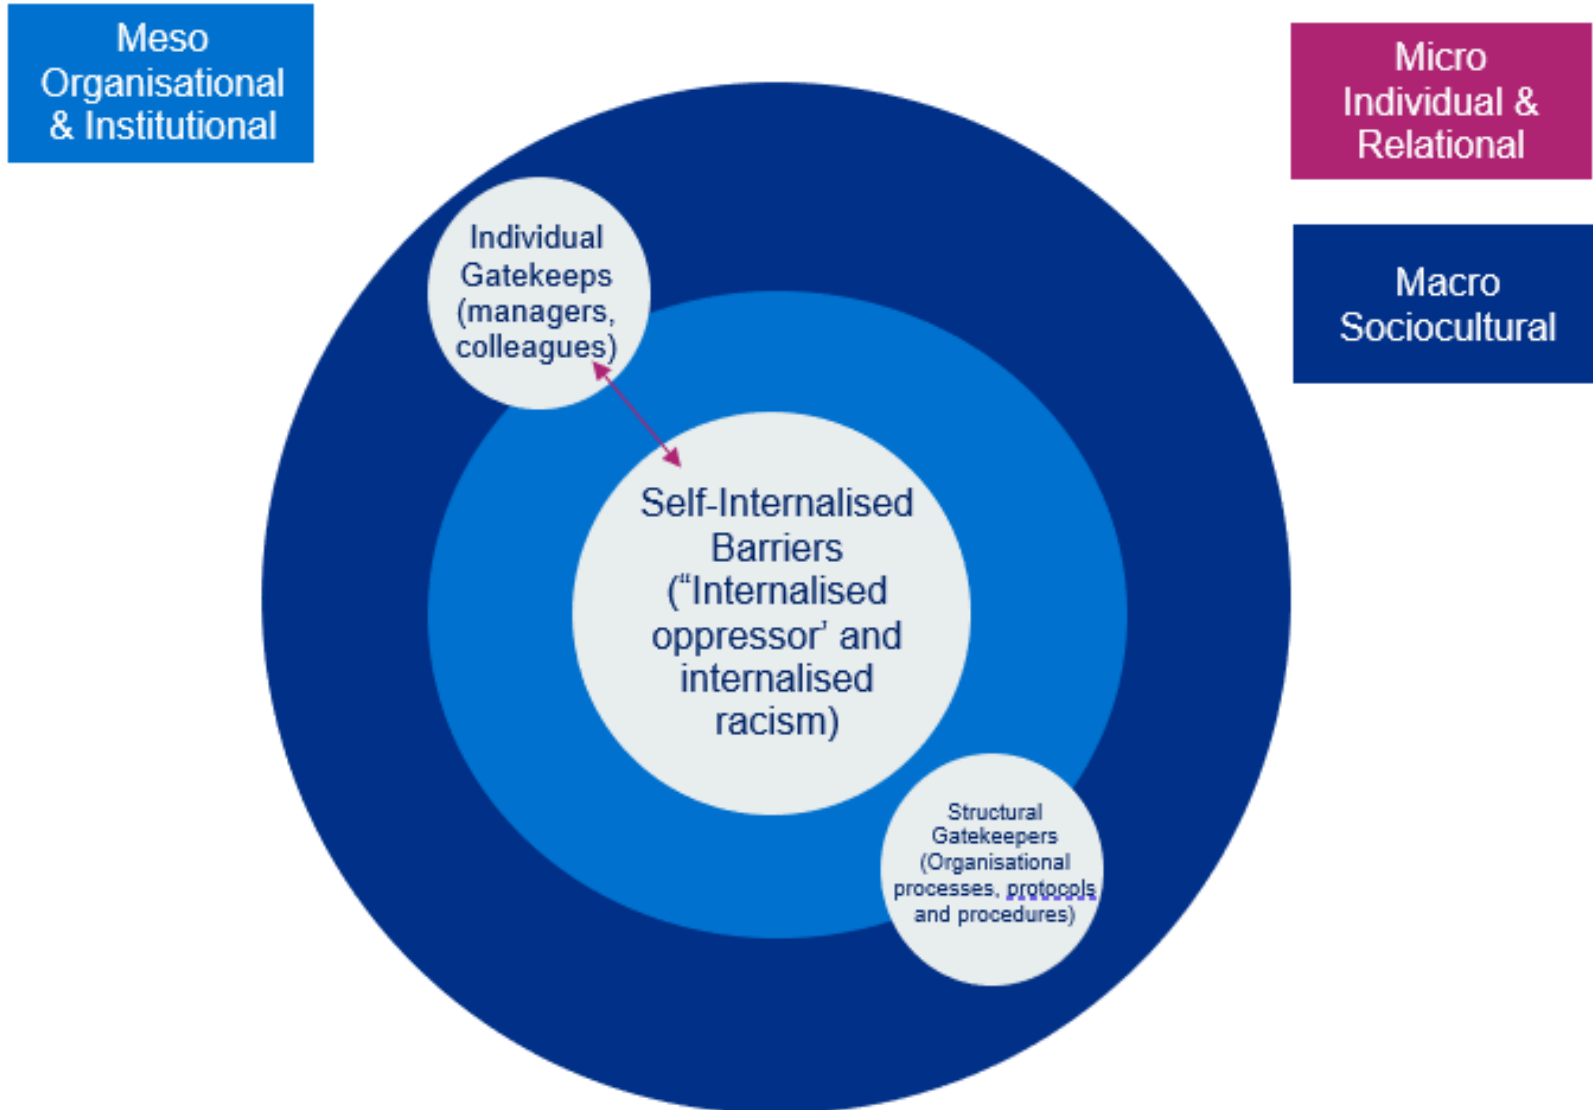 Meso
Organisational
& Institutional
Micro
Individual &
Relational
Macro
Sociocultural
Individual
Gatekeeps
(managers,
colleagues)
Self-Internalised
Barriers
(“Internalised
oppressor’ and
internalised
racism)
Structural
Gatekeepers
(Organisational
processes, protocols
and procedures)